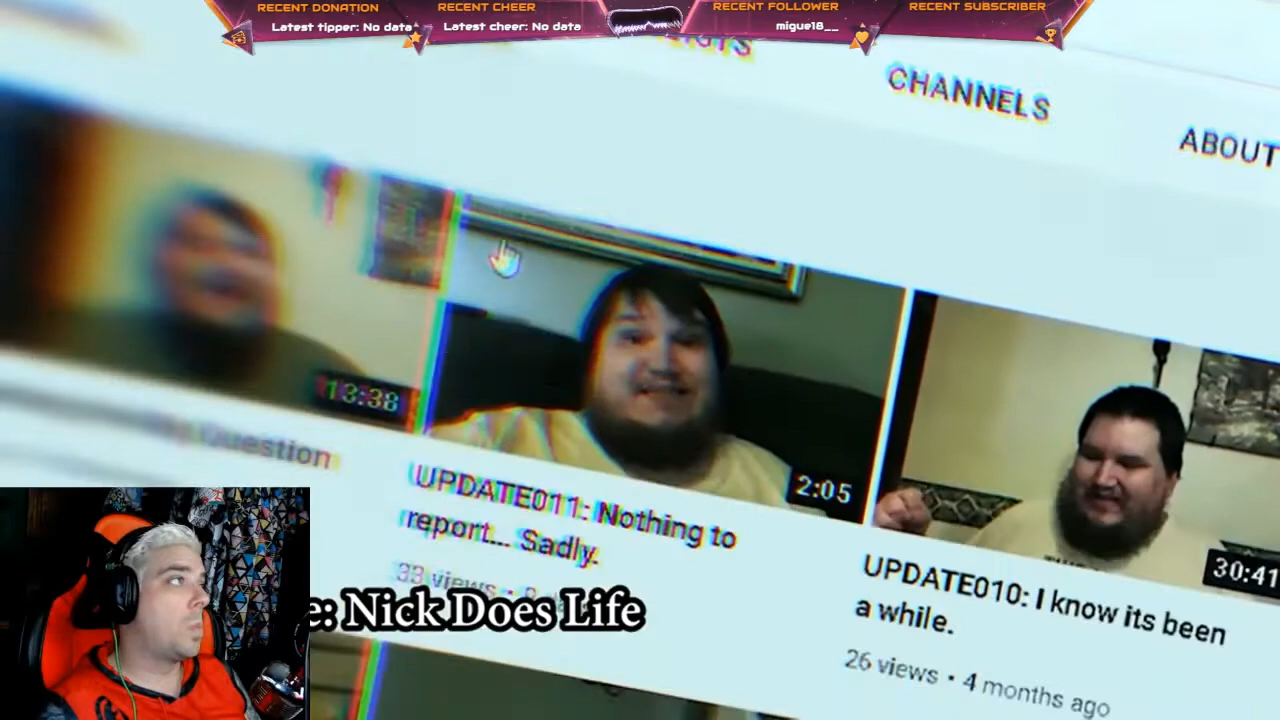 RECENT DONATION
Latest tipper: No data
RECENT CHEER
Latest cheer: No data
RECENT FOLLOWER
migue18__
RECENT SUBSCRIBER
CHANNELS
ABOUT
13:38
Question
2:05
UPDATE011: Nothing to
report... Sadly.
33 views •
30:41
UPDATE010: I know its been
a while.
26 views • 4 months ago
e: Nick Does Life